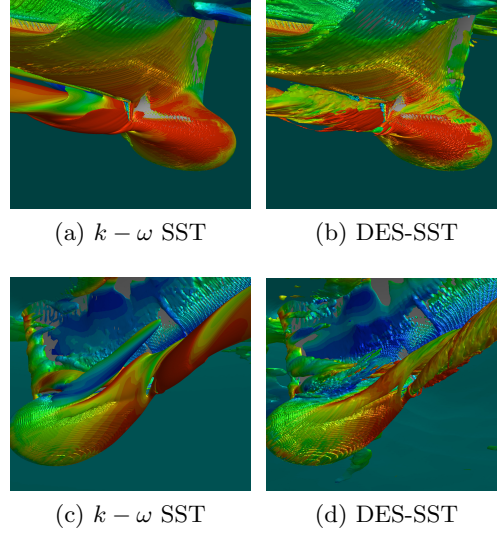 (a) k − ω SST
(b) DES-SST
(c) k − ω SST
(d) DES-SST